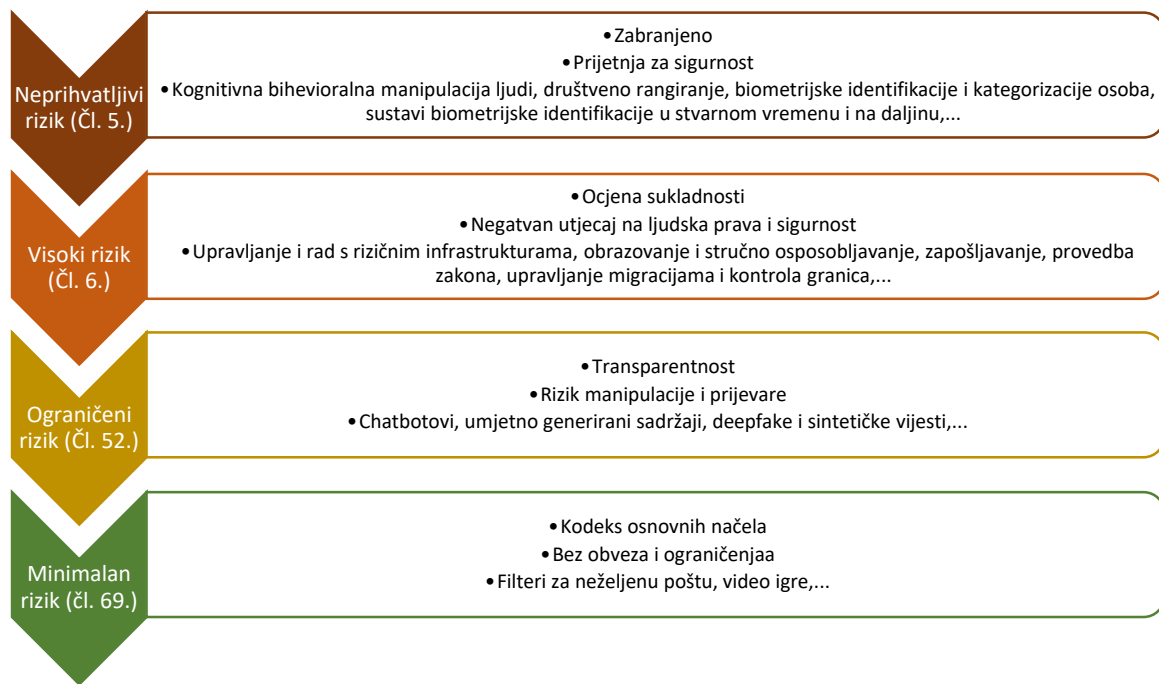 Neprihvatljivi
rizik (Čl. 5.)
•Zabranjeno
•Prijetnja za sigurnost
•Kognitivna bihevioralna manipulacija ljudi, društveno rangiranje, biometrijske identifikacije i kategorizacije osoba,
sustavi biometrijske identifikacije u stvarnom vremenu i na daljinu,...
Visoki rizik
(Čl. 6.)
•Ocjena sukladnosti
•Negatvan utjecaj na ljudska prava i sigurnost
•Upravljanje i rad s rizičnim infrastrukturama, obrazovanje i stručno osposobljavanje, zapošljavanje, provedba
zakona, upravljanje migracijama i kontrola granica,...
Ograničeni
rizik (Čl. 52.)
•Transparentnost
•Rizik manipulacije i prijevare
•Chatbotovi, umjetno generirani sadržaji, deepfake i sintetičke vijesti,...
Minimalan
rizik (čl. 69.)
•Kodeks osnovnih načela
•Bez obveza i ograničenjaa
•Filteri za neželjenu poštu, video igre,...